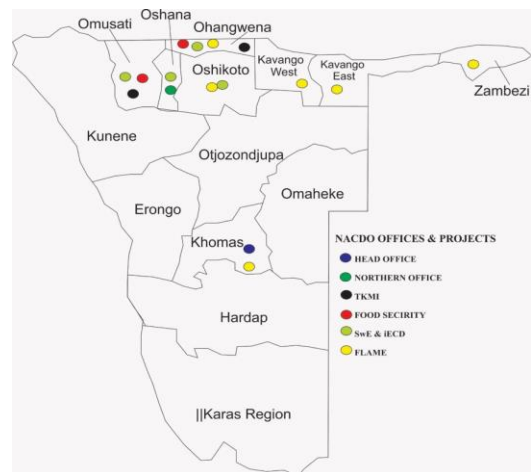 Oshana
Omusati
Ohangwena
Kavango
West
Kavango
East
Oshikoto
Zambezi
Kunene
Otjozondjupa
Omaheke
Erongo
Khomas
NACDO OFFICES & PROJECTS
HEAD OFFICE
NORTHERN OFFICE
TKMI
FOOD SECIRITY
SwE & iECD
FLAME
Hardap
||Karas Region